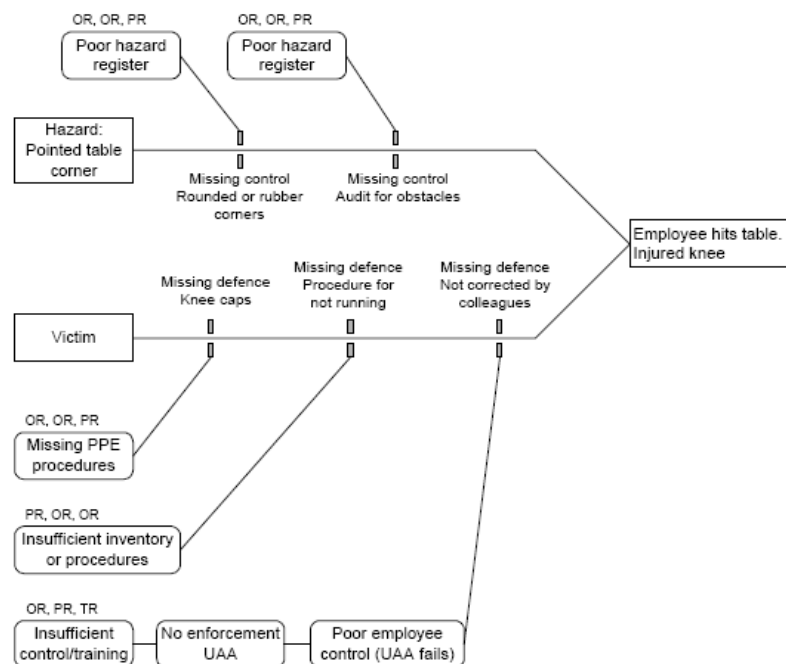 OR, OR, PR
Poor hazard
register
OR, OR, PR
Poor hazard
register
Hazard:
Pointed table
corner
Missing control
Rounded or rubber
corners
Missing control
Audit for obstacles
Employee hits table.
Injured knee
Missing defence
Knee caps
Missing defence
Procedure for
not running
Missing defence
Not corrected by
colleagues
Victim
OR, OR, PR
Missing PPE
procedures
PR, OR, OR
Insufficient inventory
or procedures
OR, PR, TR
Insufficient
control/training
No enforcement
UAA
Poor employee
control (UAA fails)